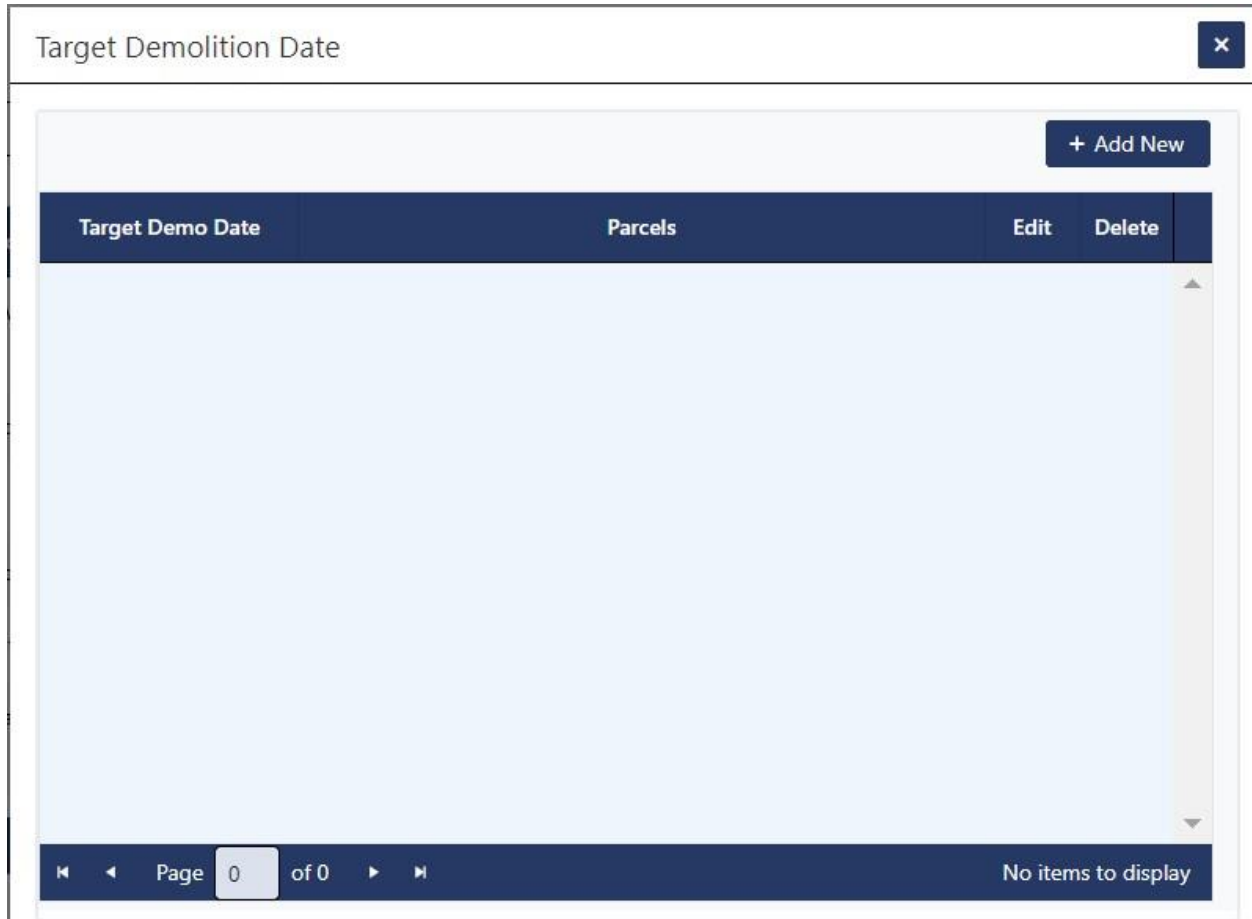 Target Demolition Date
+ Add New
Target Demo Date Parcels Edit Delete
Page 0 of 0 No items to display